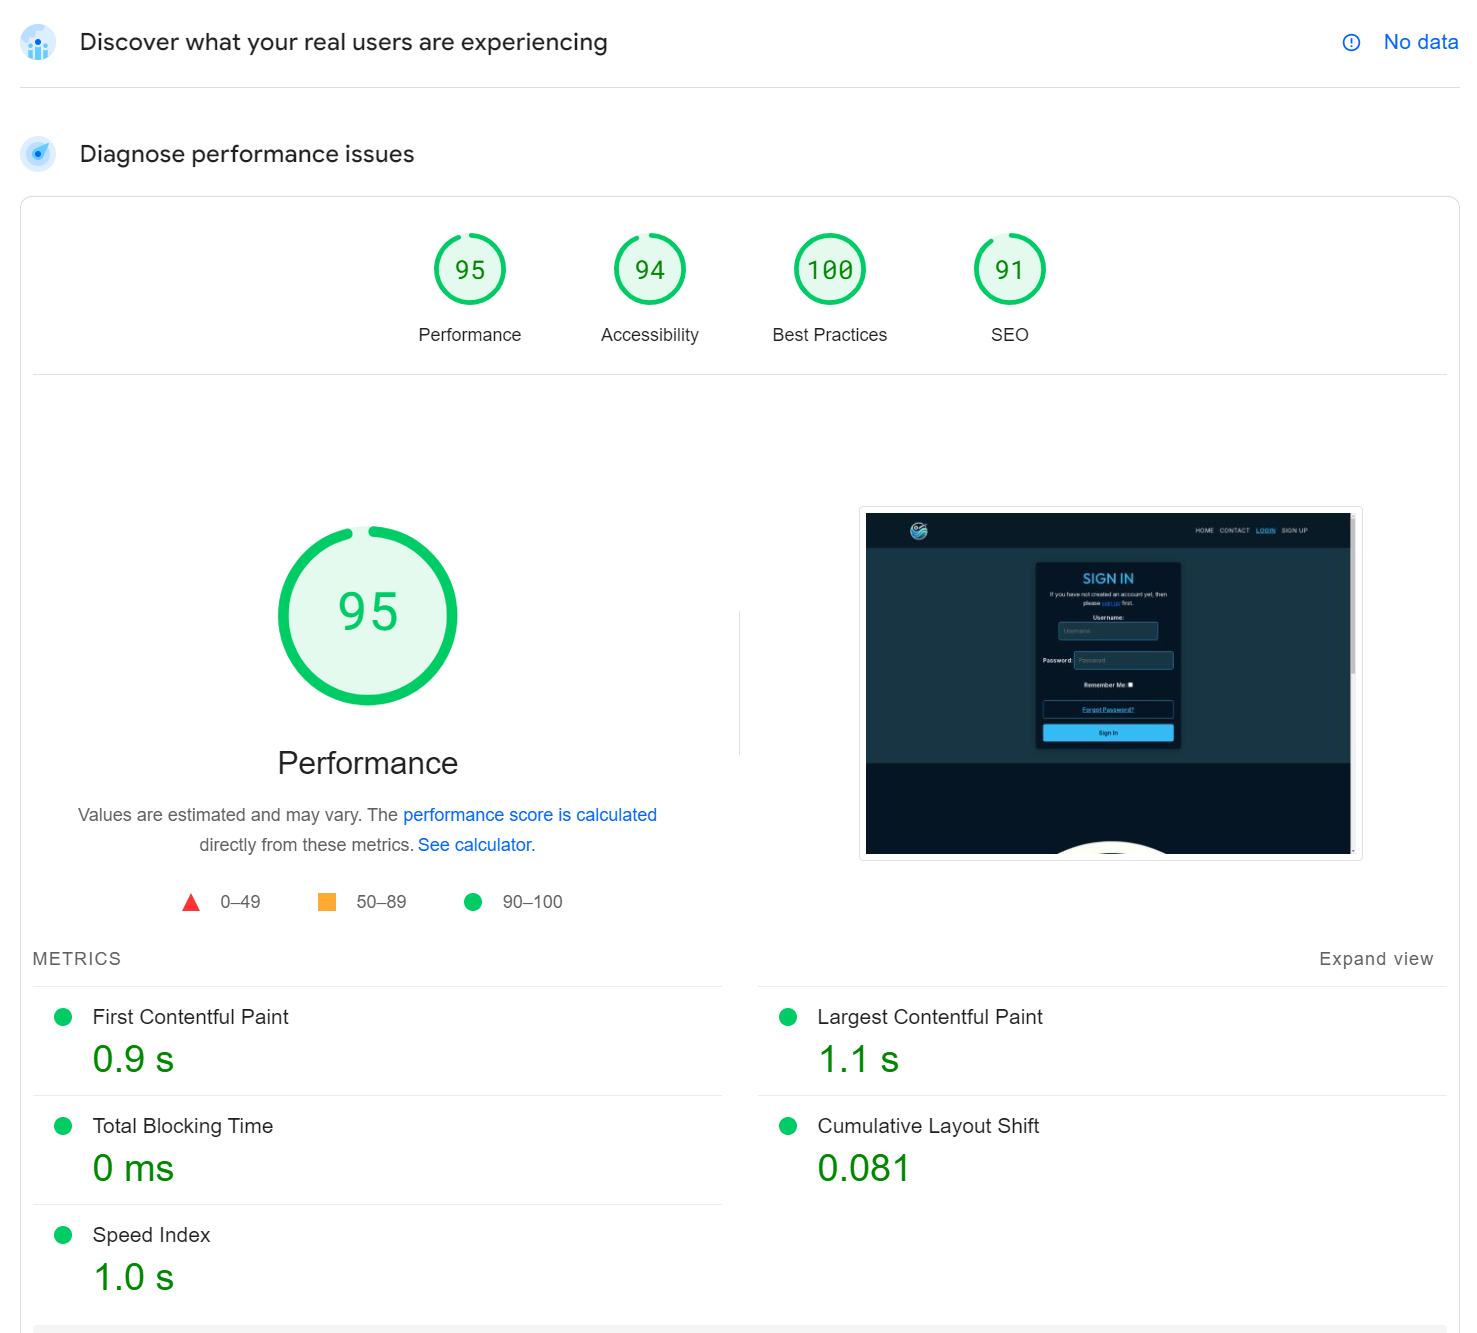 Discover what your real users are experiencing
No data
Diagnose performance issues
95
94
100
91
Performance
Accessibility
Best Practices
SEO
95
Performance
Values are estimated and may vary. The performance score is calculated
directly from these metrics. See calculator.
0–49
50–89
90–100
HOME CONTACT LOGIN SIGN UP
SIGN IN
If you have not created an account yet, then
please sign up first.
Username:
Username
Password:
Password
Remember Me:
Forgot Password?
Sign In
METRICS
Expand view
First Contentful Paint
0.9 s
Largest Contentful Paint
1.1 s
Total Blocking Time
0 ms
Cumulative Layout Shift
0.081
Speed Index
1.0 s